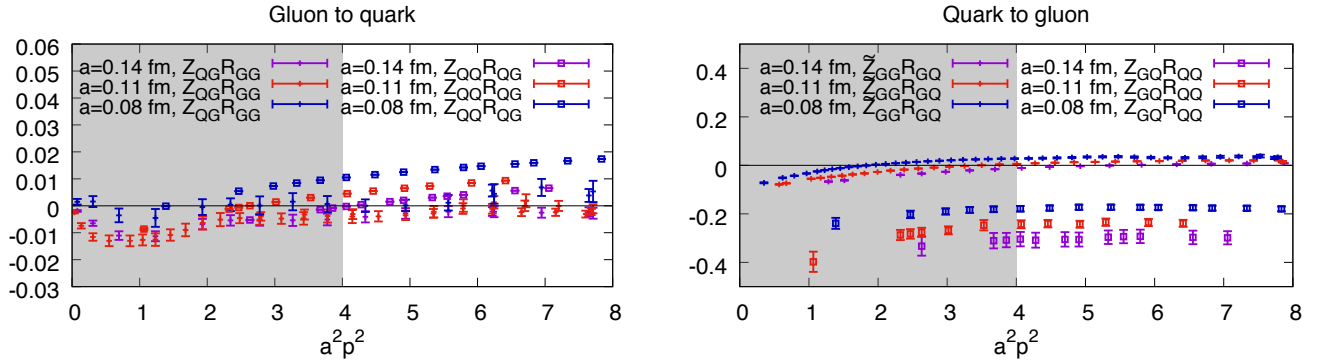 Gluon to quark
0.06
0.05
0.04
0.03
0.02
0.01
0
-0.01
-0.02
-0.03
a=0.14 fm, Z_QG R_GG
a=0.11 fm, Z_QG R_GG
a=0.08 fm, Z_QG R_GG
a=0.14 fm, Z_QQ R_QG
a=0.11 fm, Z_QQ R_QG
a=0.08 fm, Z_QQ R_QG
0 1 2 3 4 5 6 7 8
a²p²
Quark to gluon
0.4
0.2
0
-0.2
-0.4
a=0.14 fm, Z̃_GG R_GQ
a=0.11 fm, Z̃_GG R_GQ
a=0.08 fm, Z̃_GG R_GQ
a=0.14 fm, Z_GQ R_QQ
a=0.11 fm, Z_GQ R_QQ
a=0.08 fm, Z_GQ R_QQ
0 1 2 3 4 5 6 7 8
a²p²